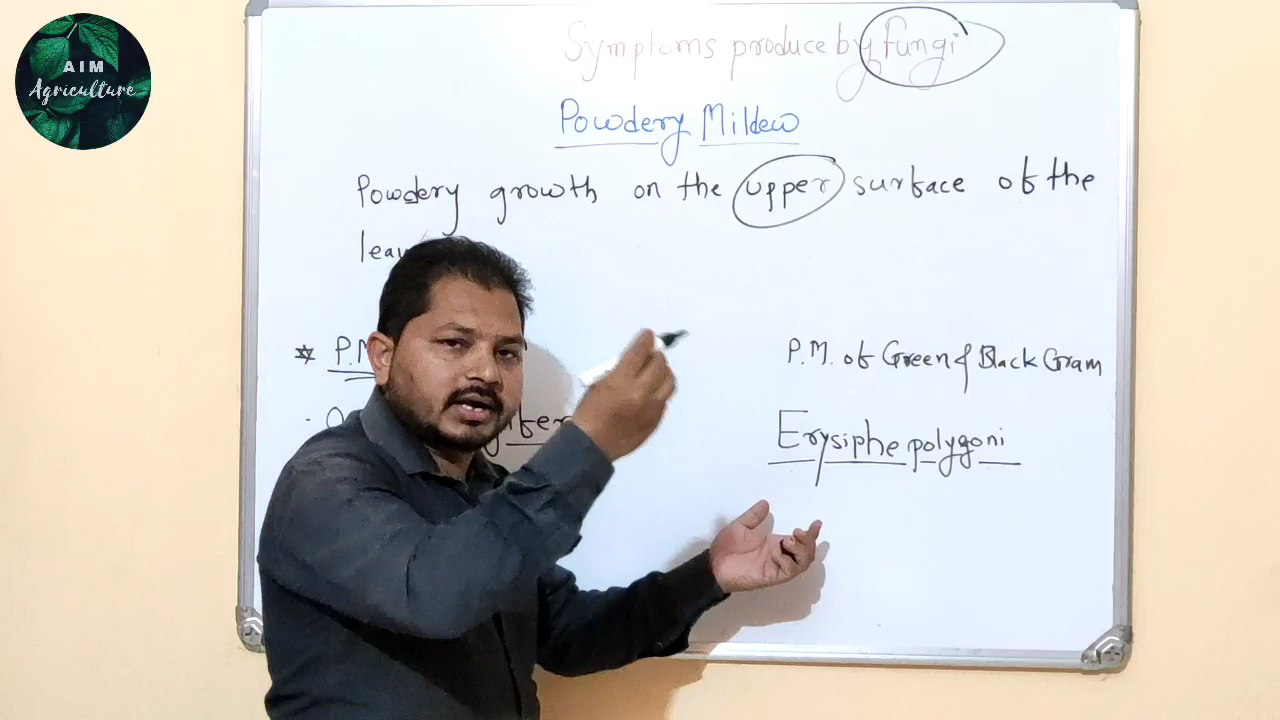 AIM
Agriculture
Symptoms produce by fungi
Powdery Mildew
Powdery growth on the upper surface of the
P.M. of Green & Black Gram
Erysiphe polygoni